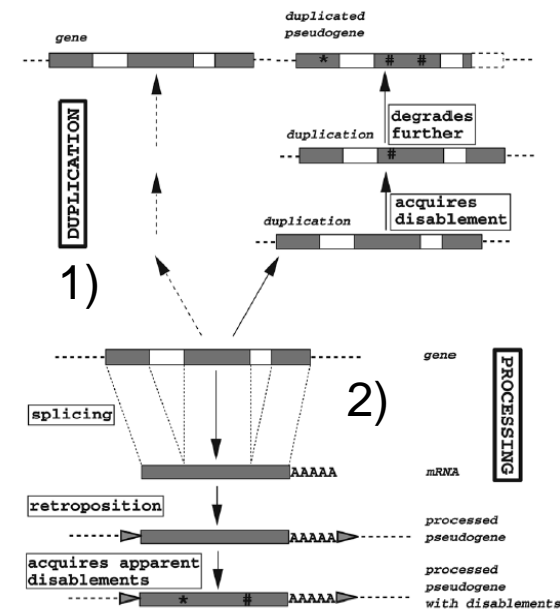 gene
duplicated
pseudogene
* # #
degrades
further
duplication
#
acquires
disablement
duplication
DUPLICATION
1)
gene
2)
PROCESSING
splicing
AAAAA
mRNA
retroposition
AAAAA
processed
pseudogene
acquires apparent
disablements
* #
AAAAA
processed
pseudogene
with disablements